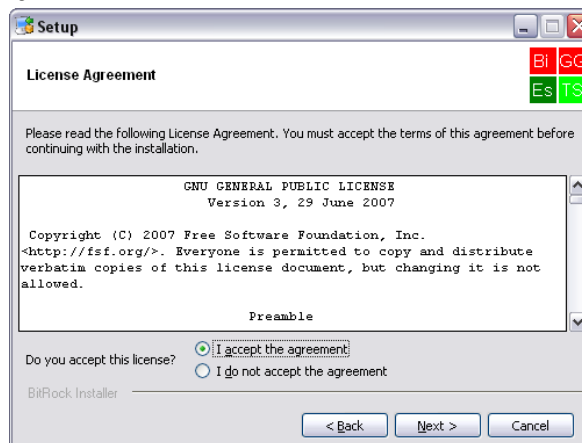 Setup
License Agreement
Bi GG
Es TS
Please read the following License Agreement. You must accept the terms of this agreement before
continuing with the installation.
GNU GENERAL PUBLIC LICENSE
Version 3, 29 June 2007
Copyright (C) 2007 Free Software Foundation, Inc.
<http://fsf.org/>. Everyone is permitted to copy and distribute
verbatim copies of this license document, but changing it is not
allowed.
Preamble
Do you accept this license?
I accept the agreement
I do not accept the agreement
BitRock Installer
< Back
Next >
Cancel